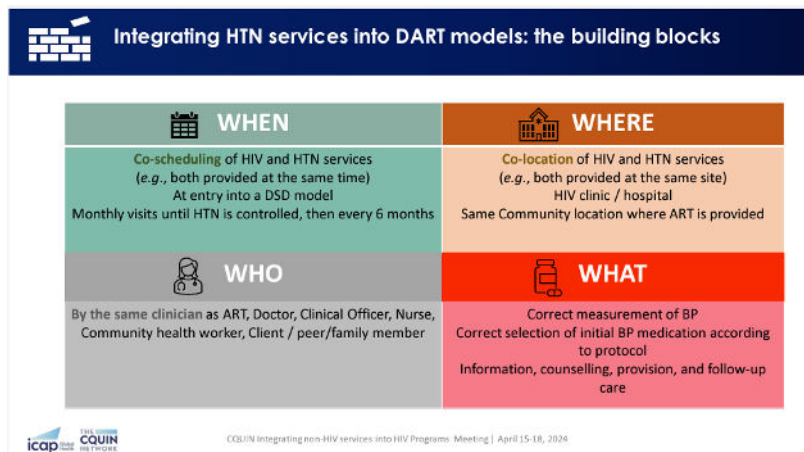 Integrating HTN services into DART models: the building blocks
WHEN
Co-scheduling of HIV and HTN services
(e.g., both provided at the same time)
At entry into a DSD model
Monthly visits until HTN is controlled, then every 6 months
WHERE
Co-location of HIV and HTN services
(e.g., both provided at the same site)
HIV clinic / hospital
Same Community location where ART is provided
WHO
By the same clinician as ART, Doctor, Clinical Officer, Nurse,
Community health worker, Client / peer/family member
WHAT
Correct measurement of BP
Correct selection of initial BP medication according
to protocol
Information, counselling, provision, and follow-up
care
icap Global Health
THE
CQUIN
NETWORK
CQUIN Integrating non-HIV services into HIV Programs Meeting | April 15-18, 2024